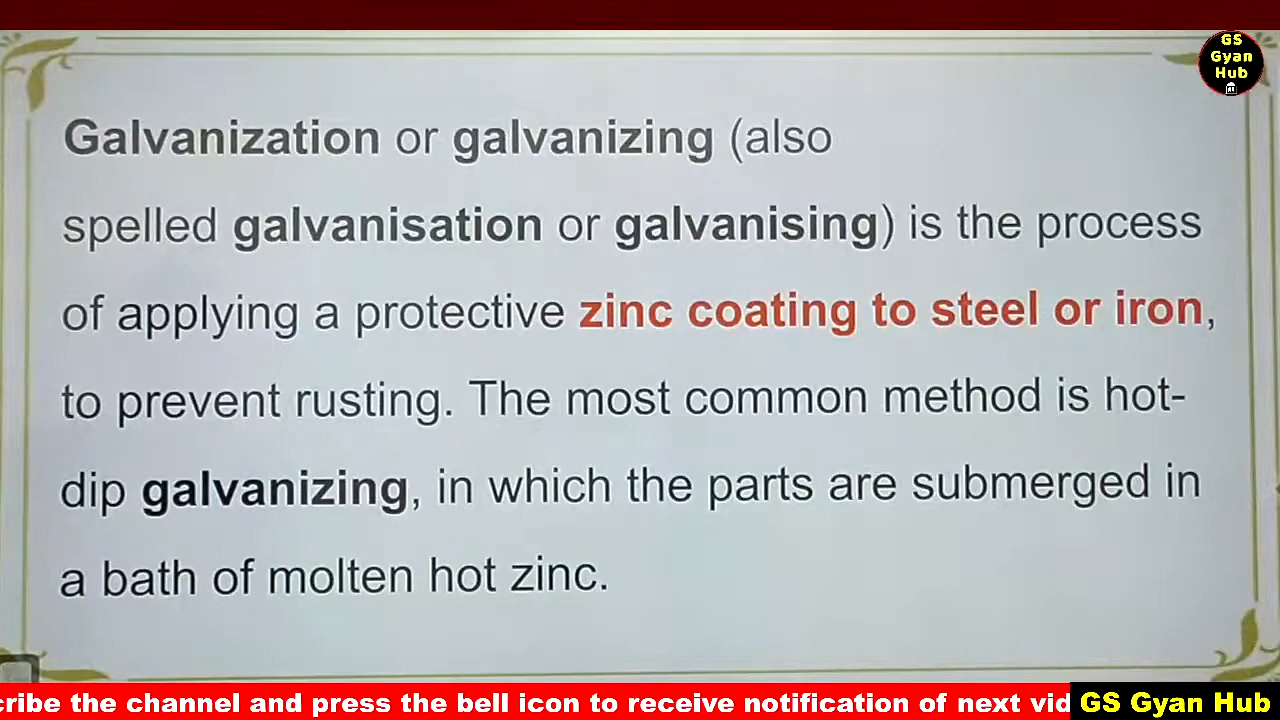 GS
Gyan
Hub
Galvanization or galvanizing (also
spelled galvanisation or galvanising) is the process
of applying a protective zinc coating to steel or iron,
to prevent rusting. The most common method is hot-
dip galvanizing, in which the parts are submerged in
a bath of molten hot zinc.
cribe the channel and press the bell icon to receive notification of next vid
GS Gyan Hub